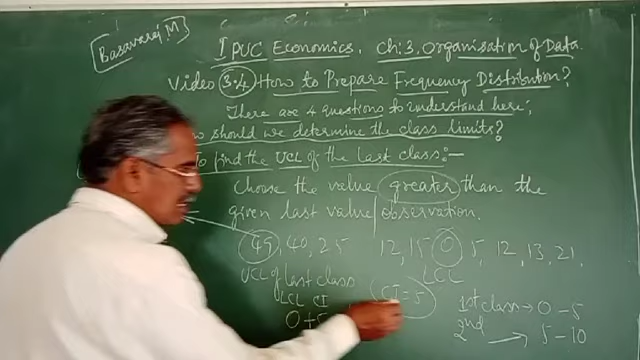 Basavaraj M
I PUC Economics. Ch:3. Organisation of Data.
Video 3.4 How to Prepare Frequency Distribution?
There are 4 questions to understand here:
should we determine the class limits?
To find the UCL of the last class:-
Choose the value greater than the
given last value/observation.
45, 40, 25 12, 15 0 5, 12, 13, 21.
UCL of last class LCL
LCL CI CI = 5 1st class → 0 - 5
0 + 5 2nd → 5 - 10